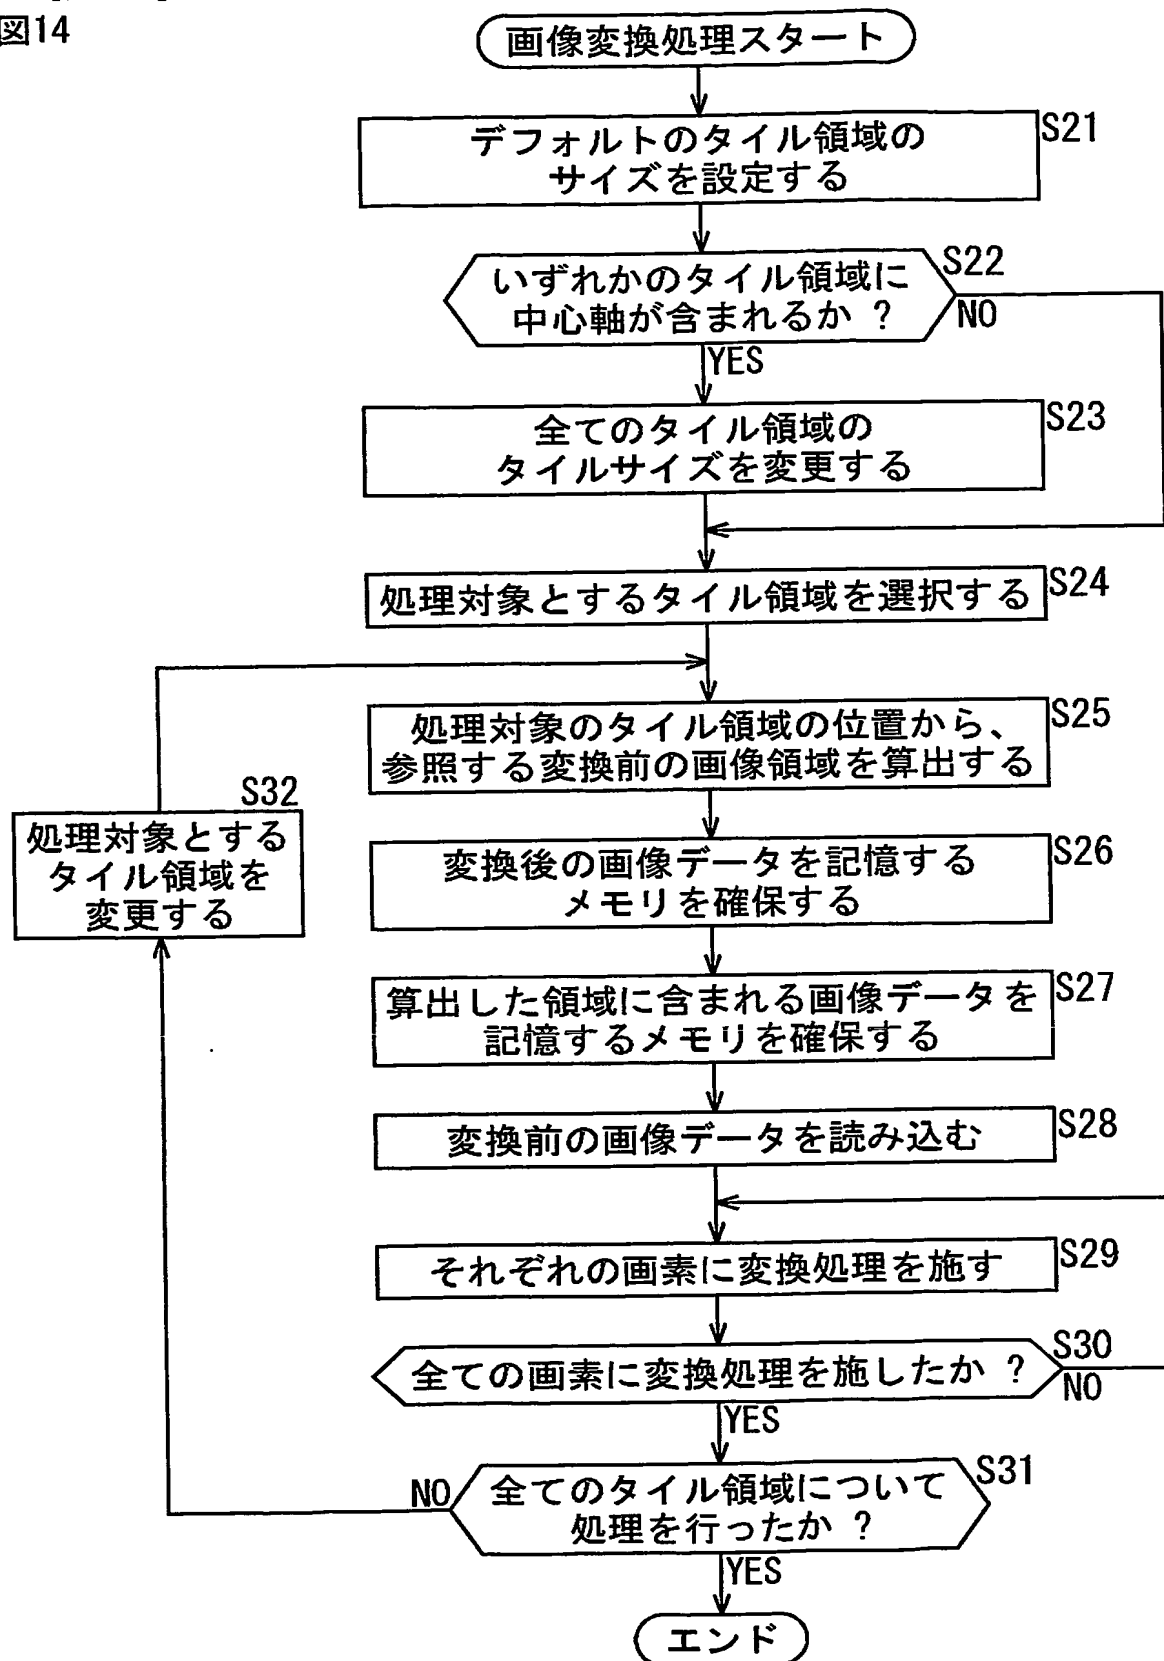 図14
画像変換処理スタート
デフォルトのタイル領域の
サイズを設定する
S21
いずれかのタイル領域に
中心軸が含まれるか ?
S22
NO
YES
全てのタイル領域の
タイルサイズを変更する
S23
処理対象とするタイル領域を選択する
S24
処理対象のタイル領域の位置から、
参照する変換前の画像領域を算出する
S25
S32
処理対象とする
タイル領域を
変更する
変換後の画像データを記憶する
メモリを確保する
S26
算出した領域に含まれる画像データを
記憶するメモリを確保する
S27
変換前の画像データを読み込む
S28
それぞれの画素に変換処理を施す
S29
全ての画素に変換処理を施したか ?
S30
NO
YES
全てのタイル領域について
処理を行ったか ?
S31
NO
YES
エンド